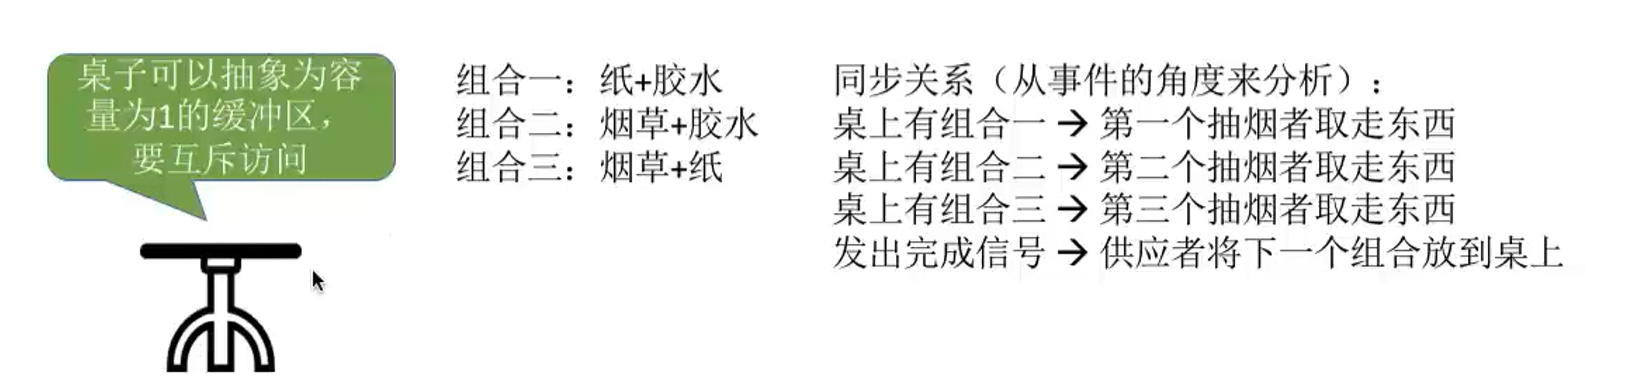 桌子可以抽象为容
量为1的缓冲区，
要互斥访问
组合一：纸+胶水
组合二：烟草+胶水
组合三：烟草+纸
同步关系（从事件的角度来分析）：
桌上有组合一 → 第一个抽烟者取走东西
桌上有组合二 → 第二个抽烟者取走东西
桌上有组合三 → 第三个抽烟者取走东西
发出完成信号 → 供应者将下一个组合放到桌上